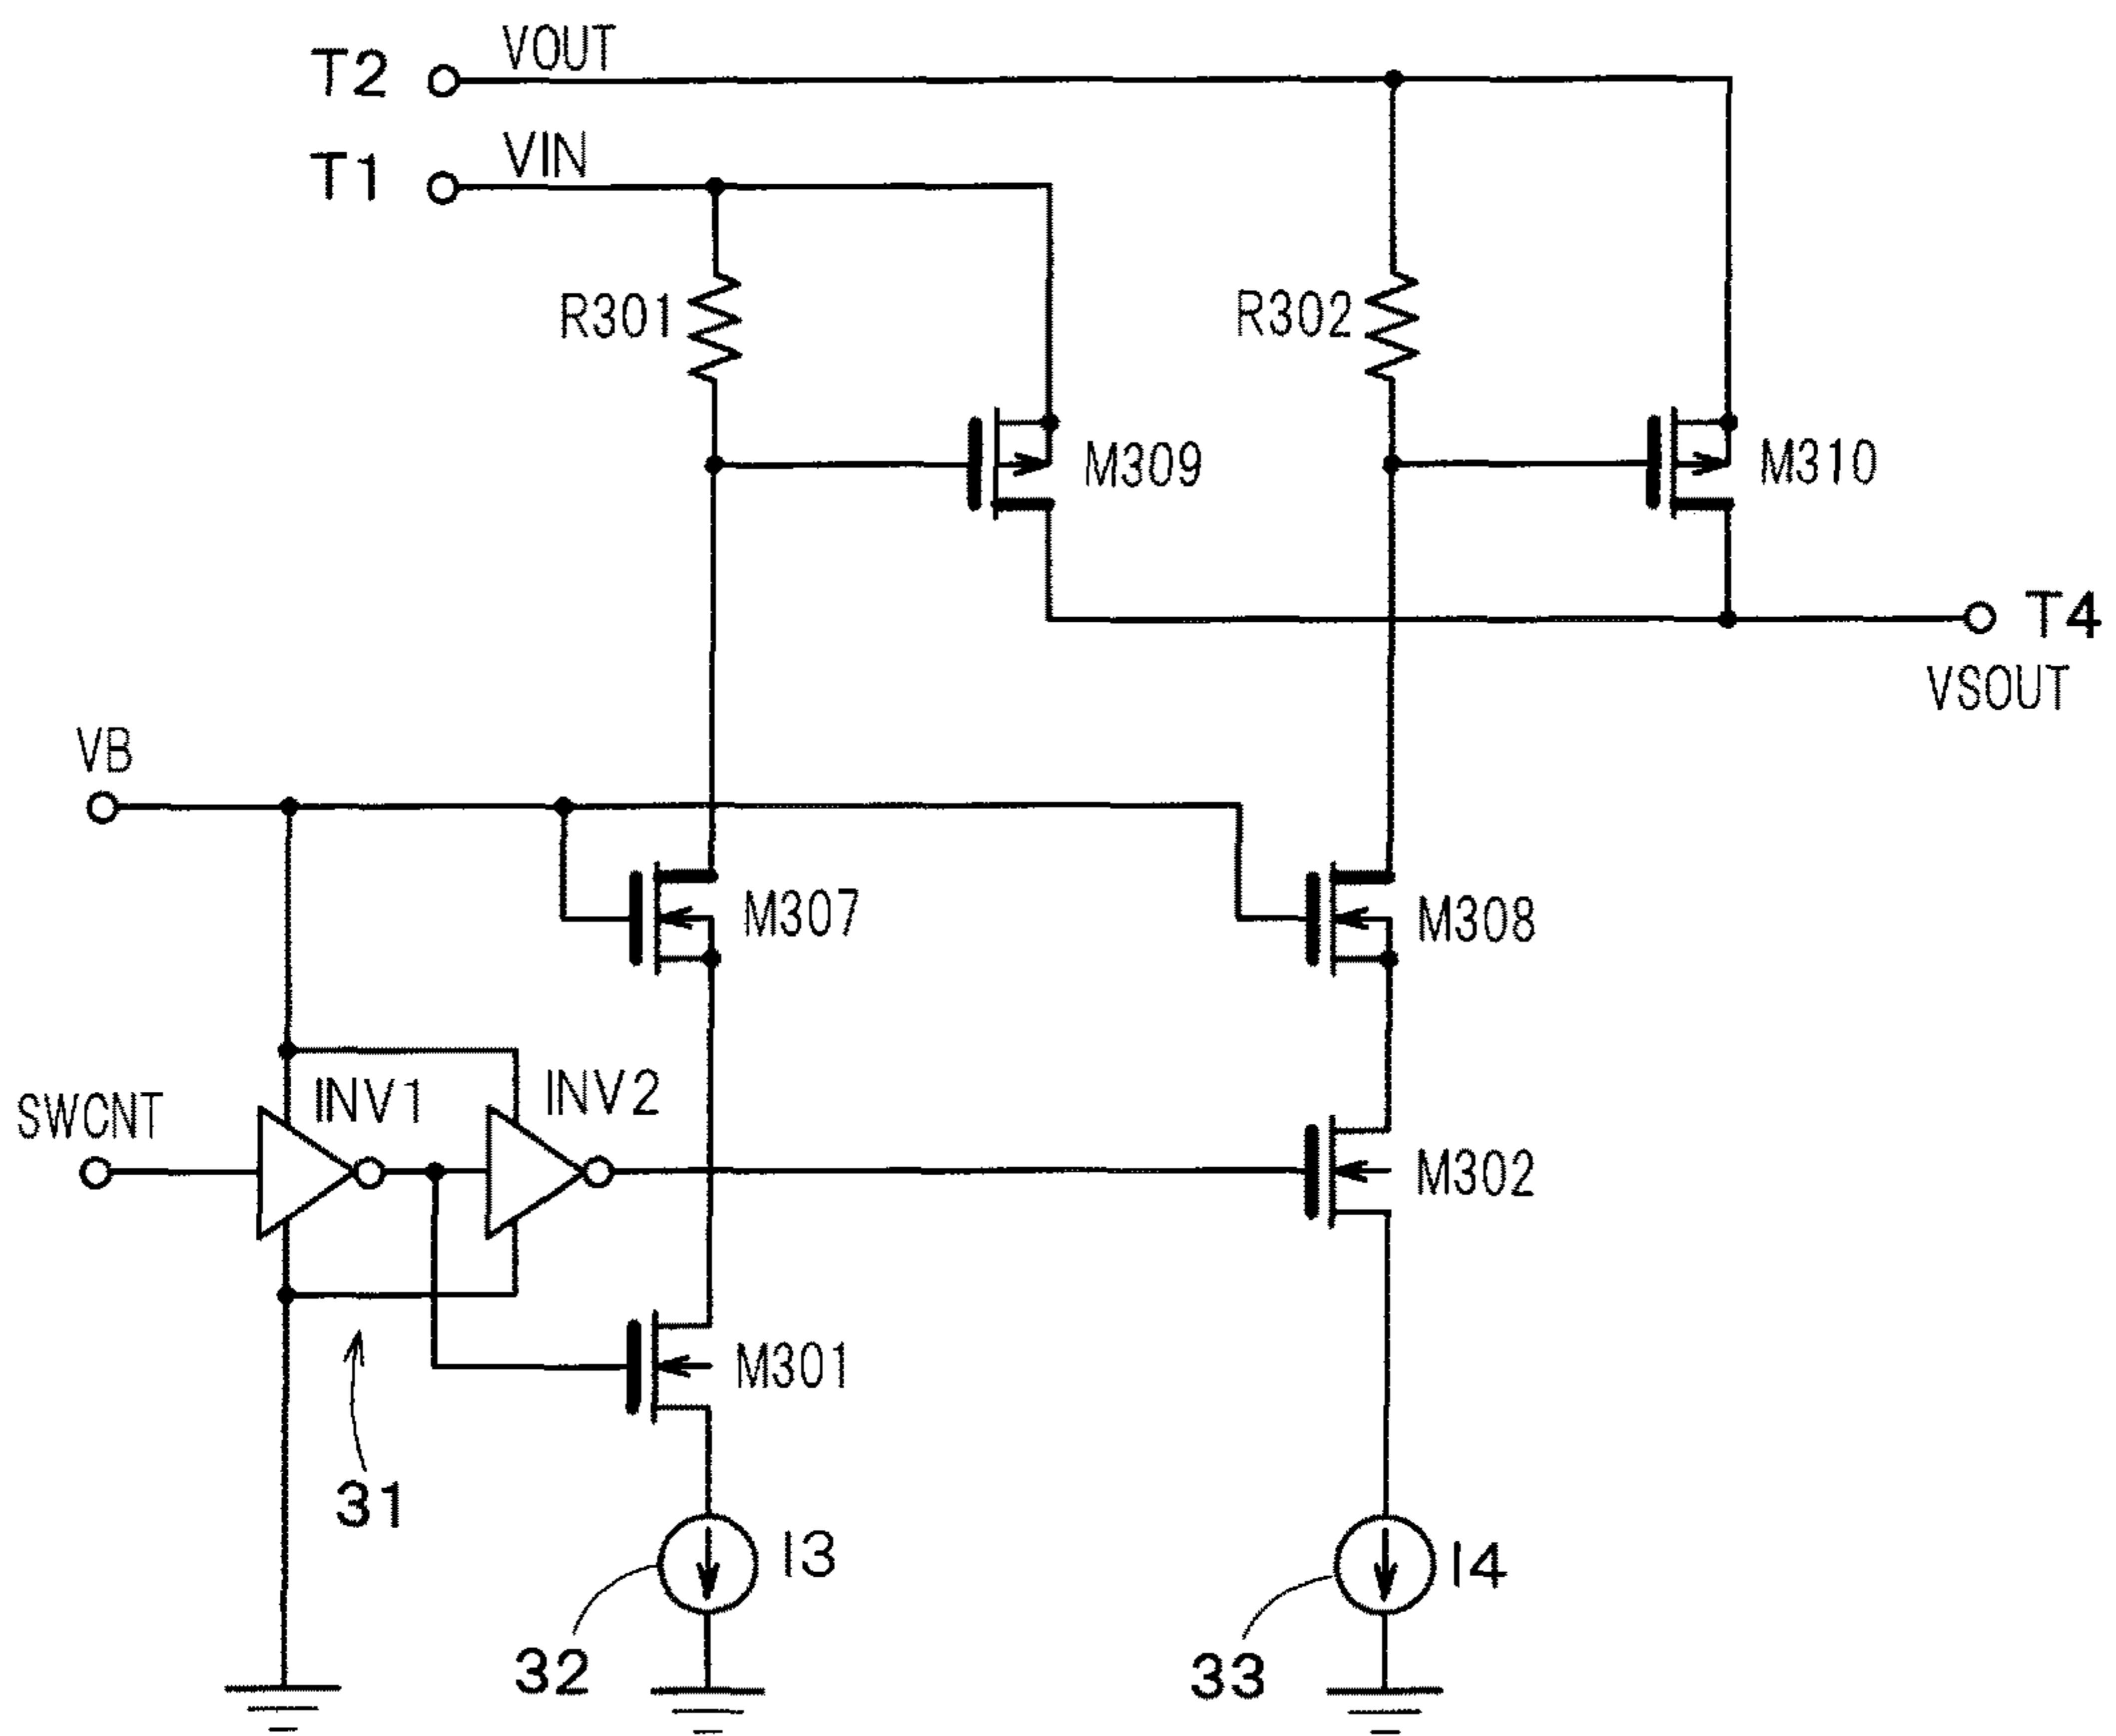 T2 VOUT
T1 VIN
R301
R302
M309
M310
T4
VSOUT
VB
M307
M308
SWCNT
INV1
INV2
M302
M301
31
I3
I4
32
33